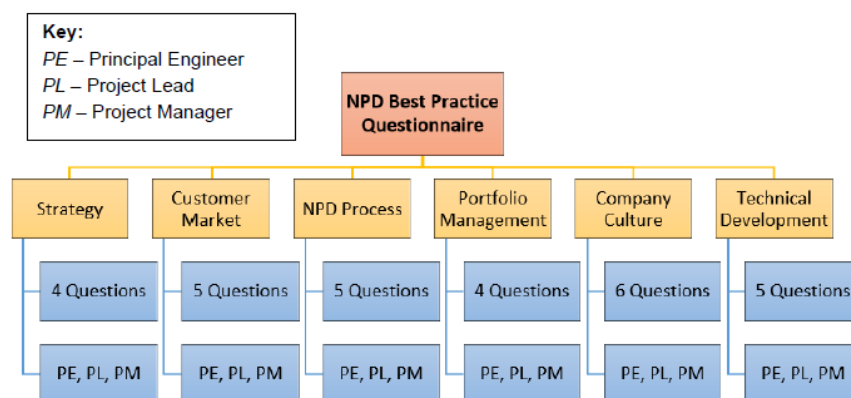 Key:
PE – Principal Engineer
PL – Project Lead
PM – Project Manager
NPD Best Practice
Questionnaire
Strategy
Customer
Market
NPD Process
Portfolio
Management
Company
Culture
Technical
Development
4 Questions
5 Questions
5 Questions
4 Questions
6 Questions
5 Questions
PE, PL, PM
PE, PL, PM
PE, PL, PM
PE, PL, PM
PE, PL, PM
PE, PL, PM